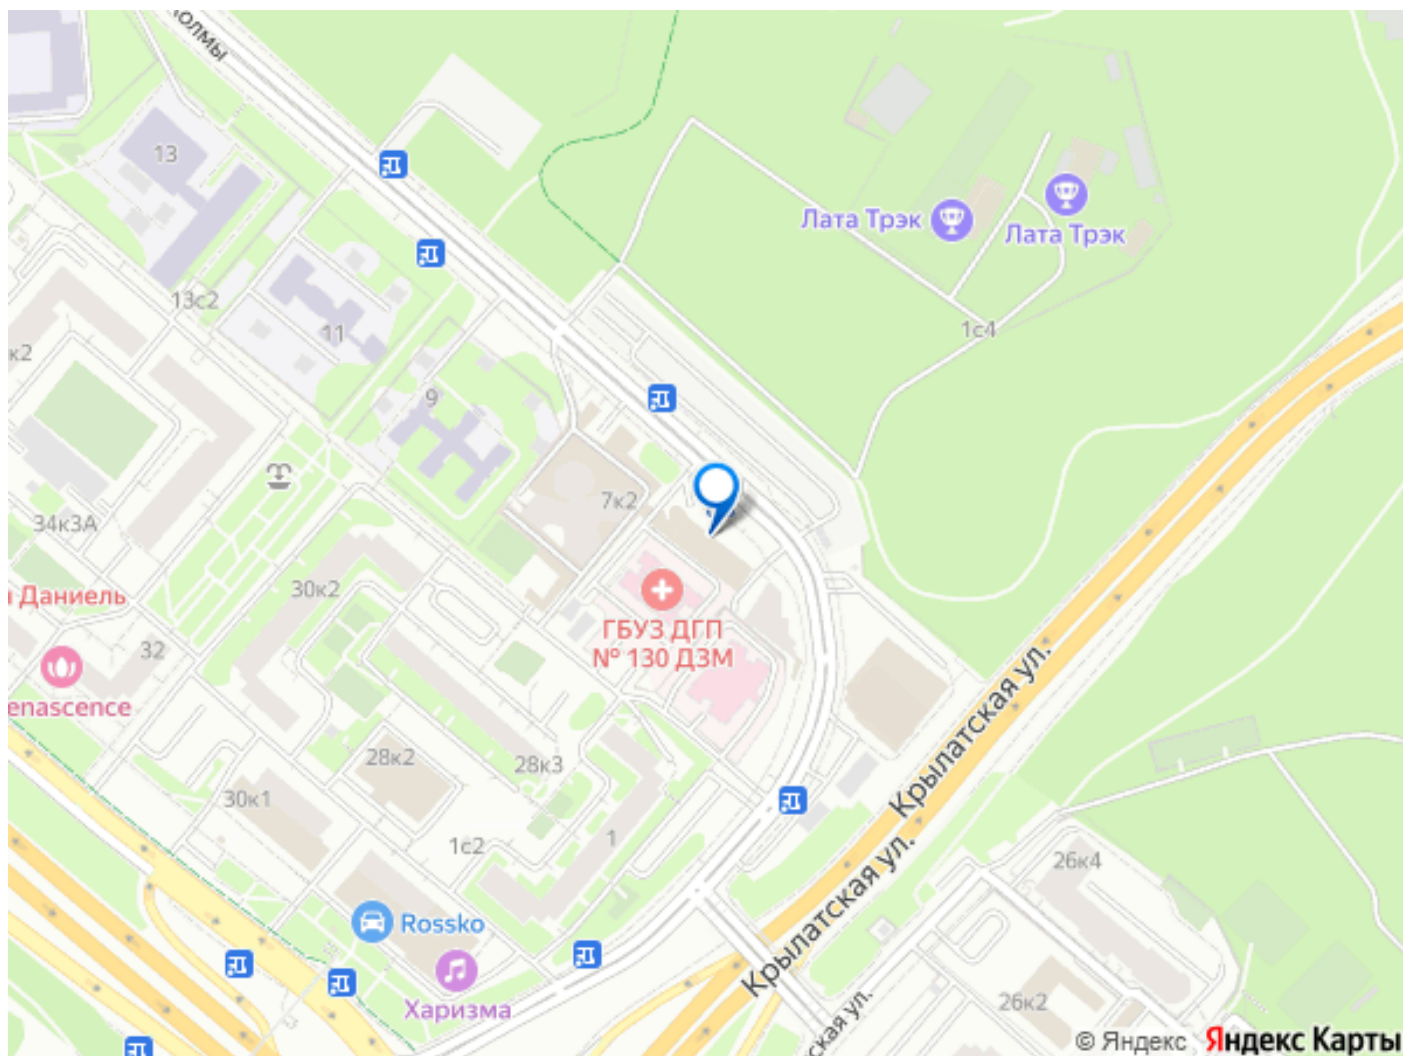 олмы
13
Лата Трэк
Лата Трэк
13с2
11
1с4
к2
9
7к2
34к3А
30к2
Даниель
ГБУЗ ДГП
№ 130 ДЗМ
32
enascence
Крылатская ул.
28к2
28к3
30к1
1с2
1
26к4
Крылатская ул.
Rossko
Харизма
26к2
ская ул.
© Яндекс
Яндекс Карты